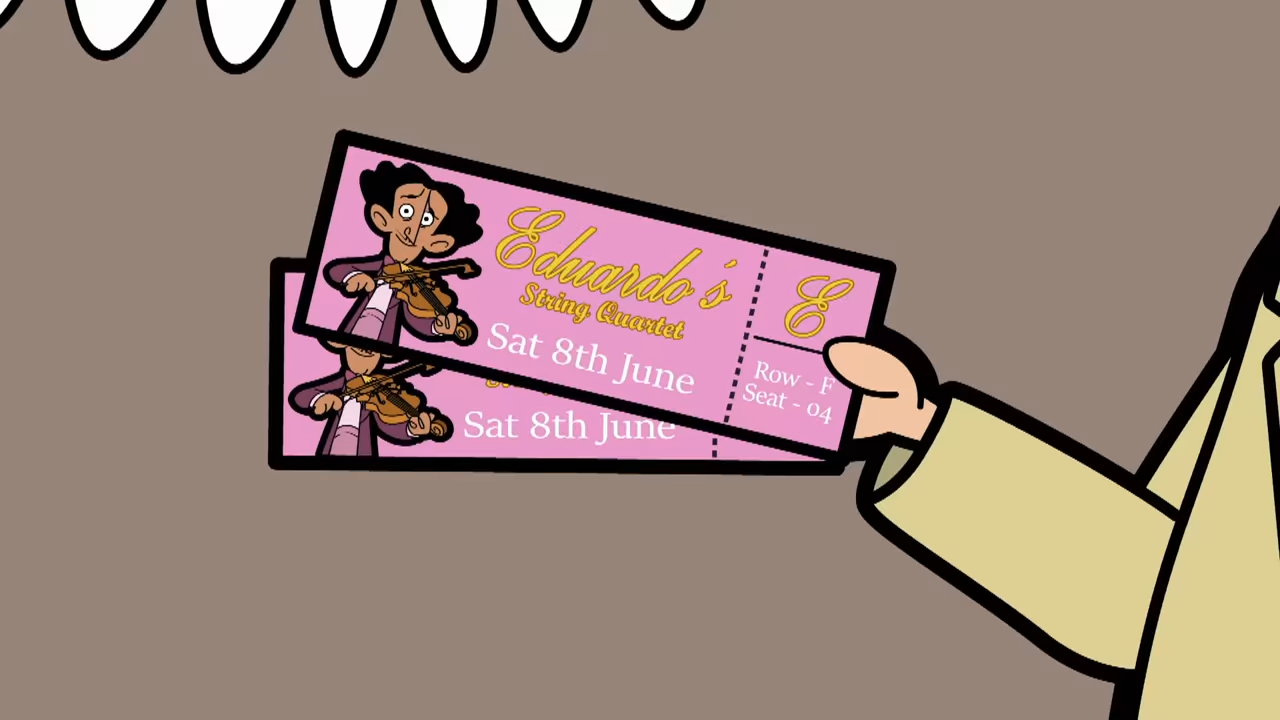 Eduardo's
String Quartet
Sat 8th June
E
Row - F
Seat - 04
Sat 8th June